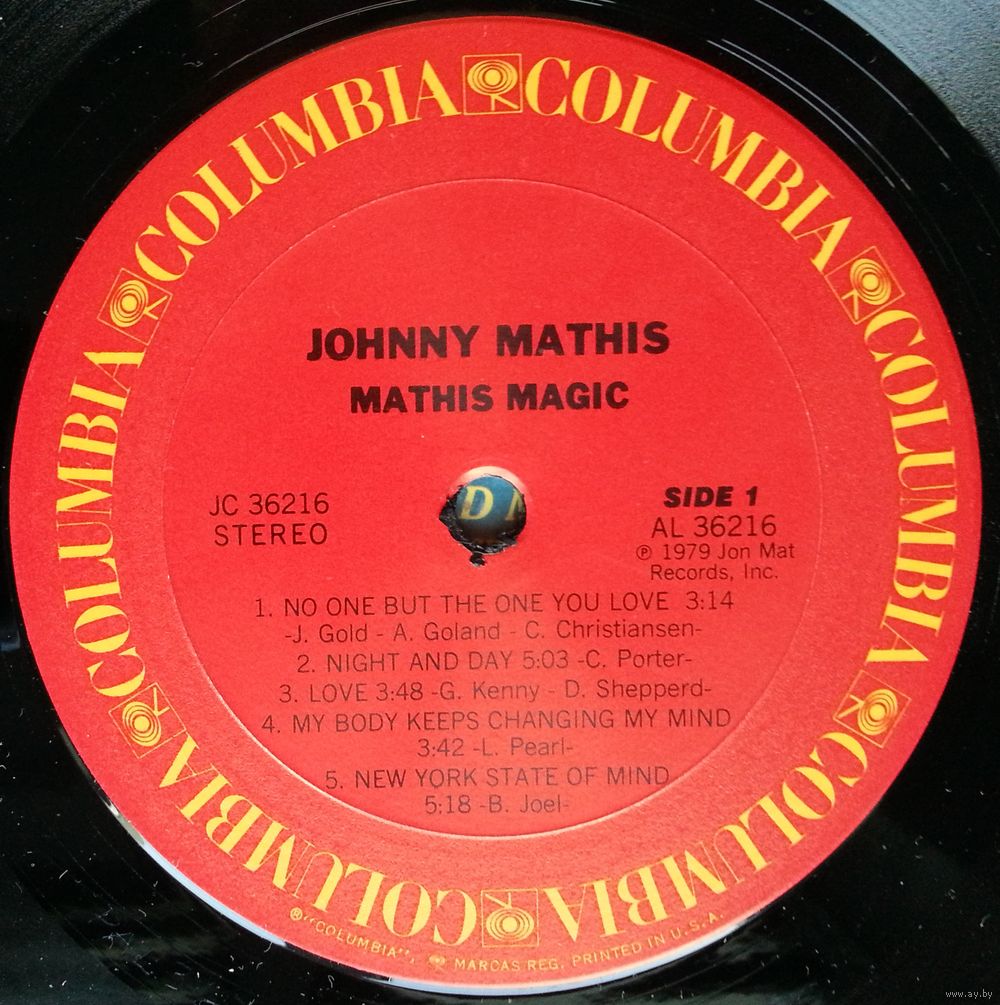 COLUMBIA COLUMBIA COLUMBIA COLUMBIA COLUMBIA COLUMBIA
JOHNNY MATHIS
MATHIS MAGIC
JC 36216
STEREO
SIDE 1
AL 36216
℗ 1979 Jon Mat
Records, Inc.
1. NO ONE BUT THE ONE YOU LOVE 3:14
-J. Gold - A. Goland - C. Christiansen-
2. NIGHT AND DAY 5:03 -C. Porter-
3. LOVE 3:48 -G. Kenny - D. Shepperd-
4. MY BODY KEEPS CHANGING MY MIND
3:42 -L. Pearl-
5. NEW YORK STATE OF MIND
5:18 -B. Joel-
®"COLUMBIA", MARCAS REG. PRINTED IN U.S.A.
www.ay.by